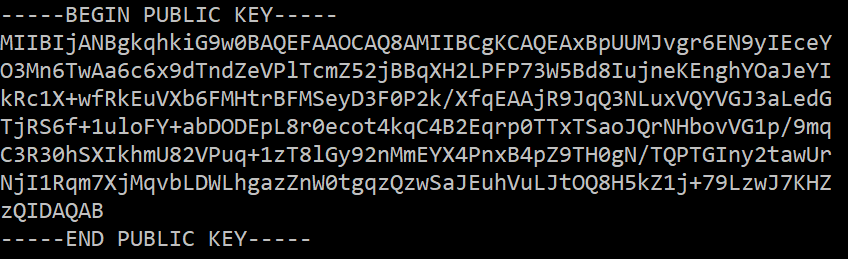 -----BEGIN PUBLIC KEY-----
MIIBIjANBgkqhkiG9w0BAQEFAAOCAQ8AMIIBCgKCAQEAxBpUUMJvgr6EN9yIEceY
O3Mn6TwAa6c6x9dTndZeVPlTcmZ52jBBqXH2LPFP73W5Bd8IujneKEnghYOaJeYI
kRc1X+wfRkEuVXb6FMHtrBFMSeyD3F0P2k/XfqEAAjR9JqQ3NLuxVQYVGJ3aLedG
TjRS6f+1uloFY+abDODEpL8r0ecot4kqC4B2Eqrp0TTxTSaoJQrNHbovVG1p/9mq
C3R30hSXIkhmU82VPuq+1zT8lGy92nMmEYX4PnxB4pZ9TH0gN/TQPTGIny2tawUr
NjI1Rqm7XjMqvbLDWLhgazZnW0tgqzQzwSaJEuhVuLJtOQ8H5kZ1j+79LzwJ7KHZ
zQIDAQAB
-----END PUBLIC KEY-----